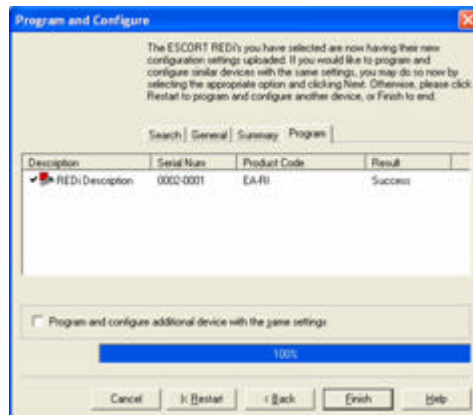 Program and Configure
The ESCORT REDi's you have selected are now having their new
configuration settings uploaded. If you would like to program and
configure similar devices with the same settings, you may do so now by
selecting the appropriate option and clicking Next. Otherwise, please click
Restart to program and configure another device, or Finish to end.
Search General Summary Program
Description Serial Num Product Code Result
REDi Description 0002-0001 EA-RI Success
Program and configure additional device with the same settings
100%
Cancel |< Restart < Back Finish Help